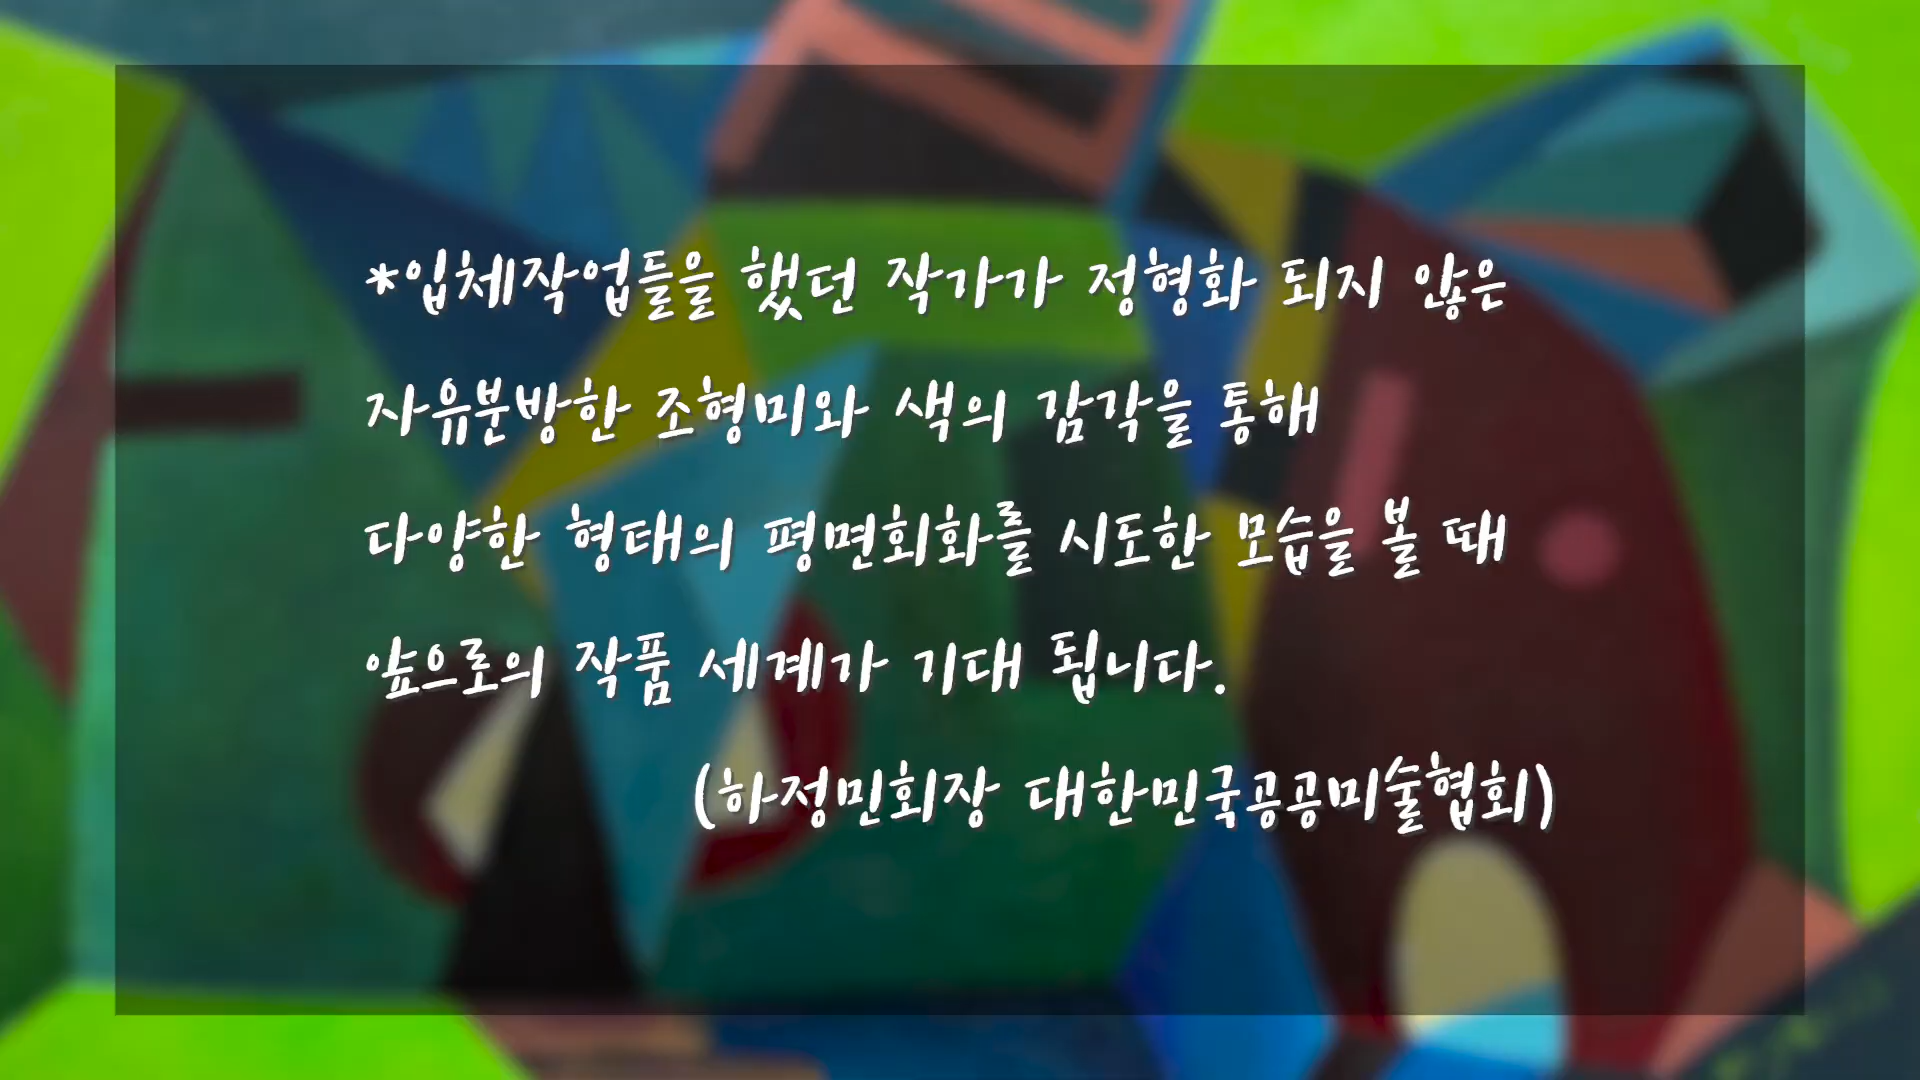 *입체작업들을 했던 작가가 정형화 되지 않은
자유분방한 조형미와 색의 감각을 통해
다양한 형태의 평면회화를 시도한 모습을 볼 때
앞으로의 작품 세계가 기대 됩니다.
(하정민회장 대한민국공공미술협회)